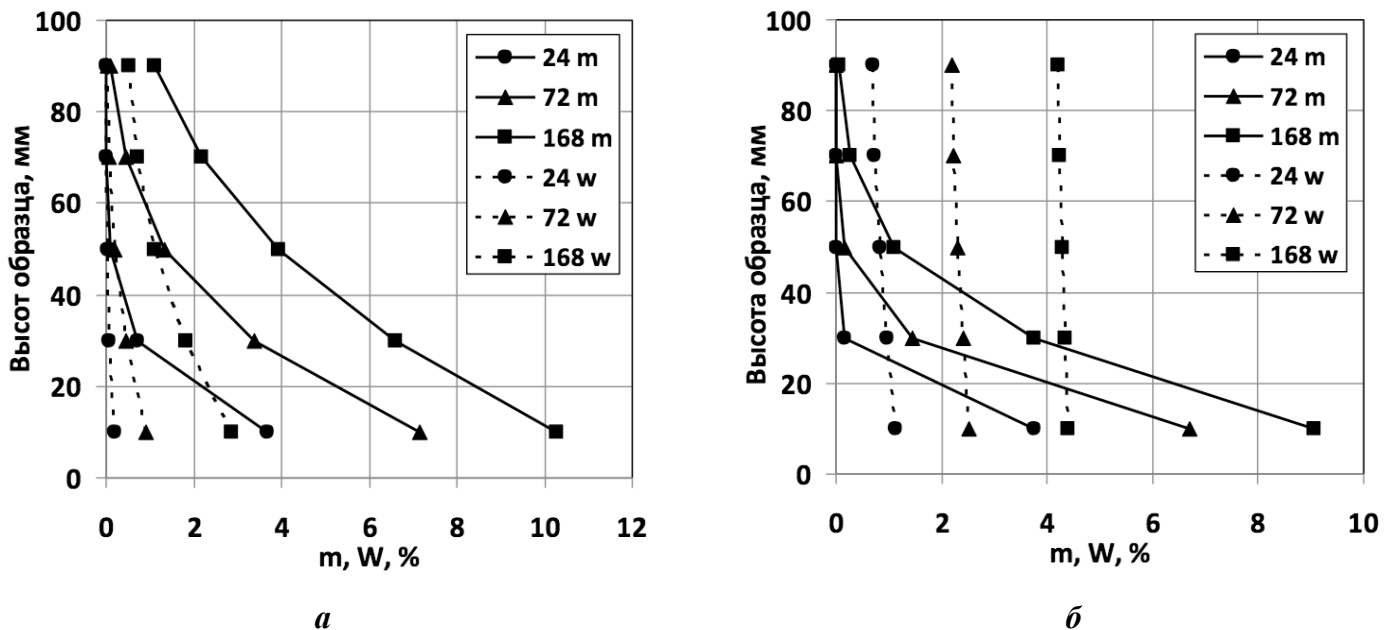 100
80
60
40
20
0
Высот образца, мм
0 2 4 6 8 10 12
m, W, %
24 m
72 m
168 m
24 w
72 w
168 w
а
100
80
60
40
20
0
Высота образца, мм
0 2 4 6 8 10
m, W, %
24 m
72 m
168 m
24 w
72 w
168 w
б